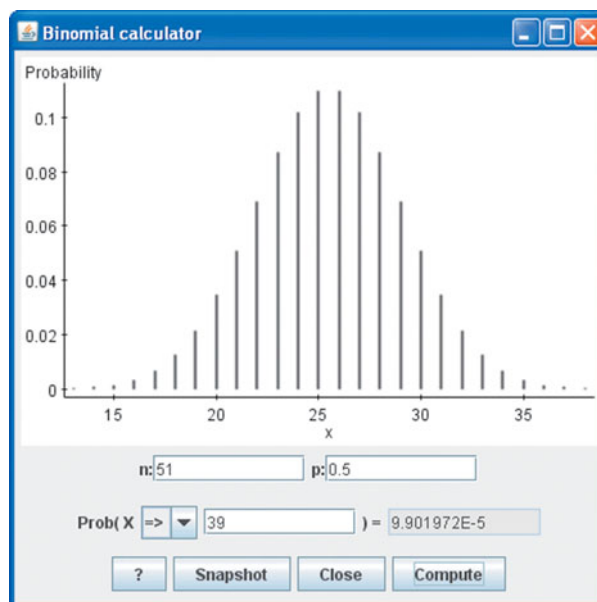 Binomial calculator
Probability
0.1
0.08
0.06
0.04
0.02
0
15 20 25 30 35
x
n: 51 p: 0.5
Prob( X => 39 ) = 9.901972E-5
? Snapshot Close Compute